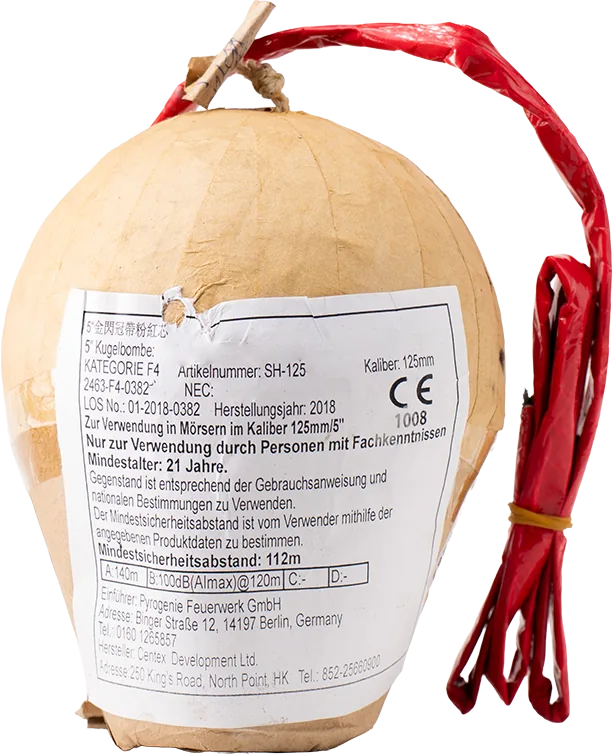 5"金閃冠帶粉紅芯
5" Kugelbombe:
KATEGORIE F4 Artikelnummer: SH-125 Kaliber: 125mm
2463-F4-0382 NEC: CE
LOS No.: 01-2018-0382 Herstellungsjahr: 2018 1008
Zur Verwendung in Mörsern im Kaliber 125mm/5"
Nur zur Verwendung durch Personen mit Fachkenntnissen
Mindestalter: 21 Jahre.
Gegenstand ist entsprechend der Gebrauchsanweisung und
nationalen Bestimmungen zu Verwenden.
Der Mindestsicherheitsabstand ist vom Verwender mithilfe der
angegebenen Produktdaten zu bestimmen.
Mindestsicherheitsabstand: 112m
A:140m B:100dB(AImax)@120m C:- D:-
Einführer: Pyrogenie Feuerwerk GmbH
Adresse: Binger Straße 12, 14197 Berlin, Germany
Tel.: 0160 1265857
Hersteller: Centex Development Ltd.
Adresse 250 King's Road, North Point, HK Tel.: 852-25660900